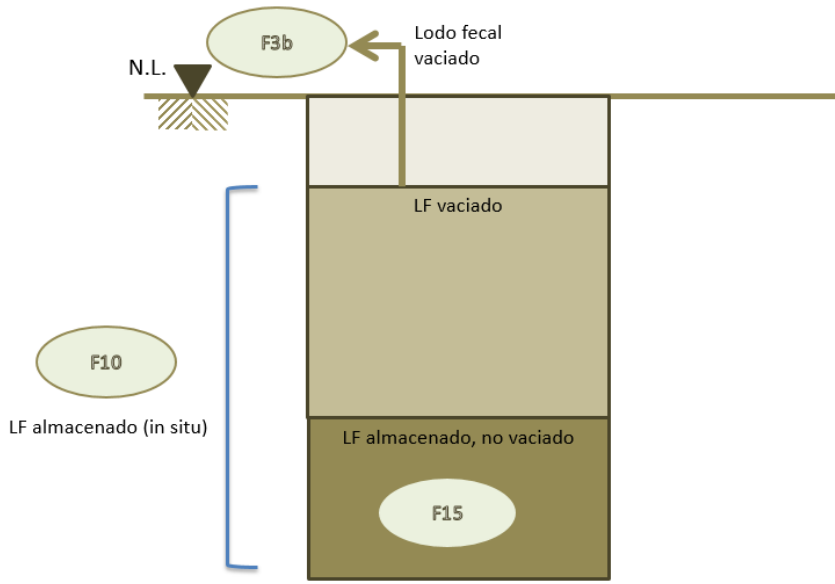 F3b
Lodo fecal
vaciado
N.L.
LF vaciado
F10
LF almacenado (in situ)
LF almacenado, no vaciado
F15